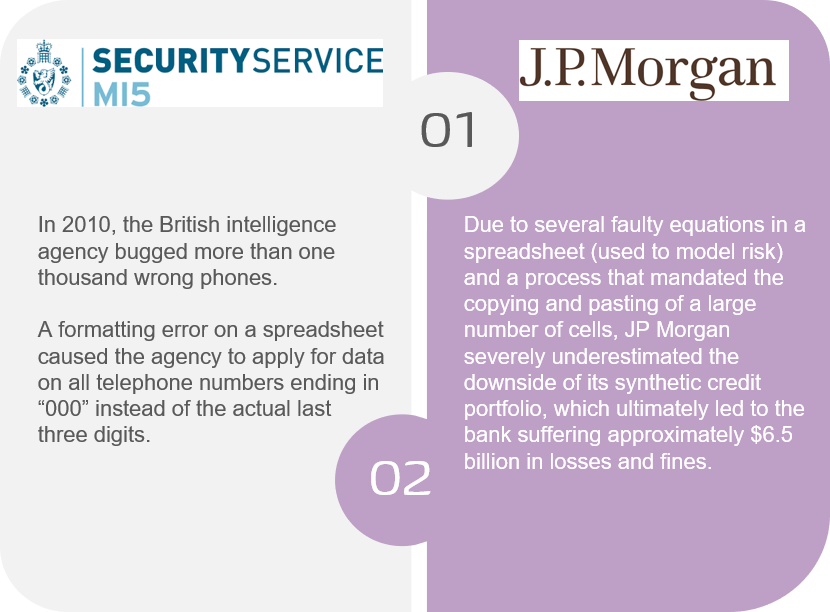 SECURITYSERVICE
MI5
01
In 2010, the British intelligence
agency bugged more than one
thousand wrong phones.
A formatting error on a spreadsheet
caused the agency to apply for data
on all telephone numbers ending in
“000” instead of the actual last
three digits.
J.P.Morgan
02
Due to several faulty equations in a
spreadsheet (used to model risk)
and a process that mandated the
copying and pasting of a large
number of cells, JP Morgan
severely underestimated the
downside of its synthetic credit
portfolio, which ultimately led to the
bank suffering approximately $6.5
billion in losses and fines.